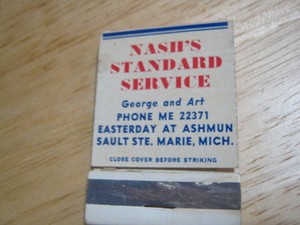 NASH'S
STANDARD
SERVICE
George and Art
PHONE ME 22371
EASTERDAY AT ASHMUN
SAULT STE. MARIE, MICH.
CLOSE COVER BEFORE STRIKING